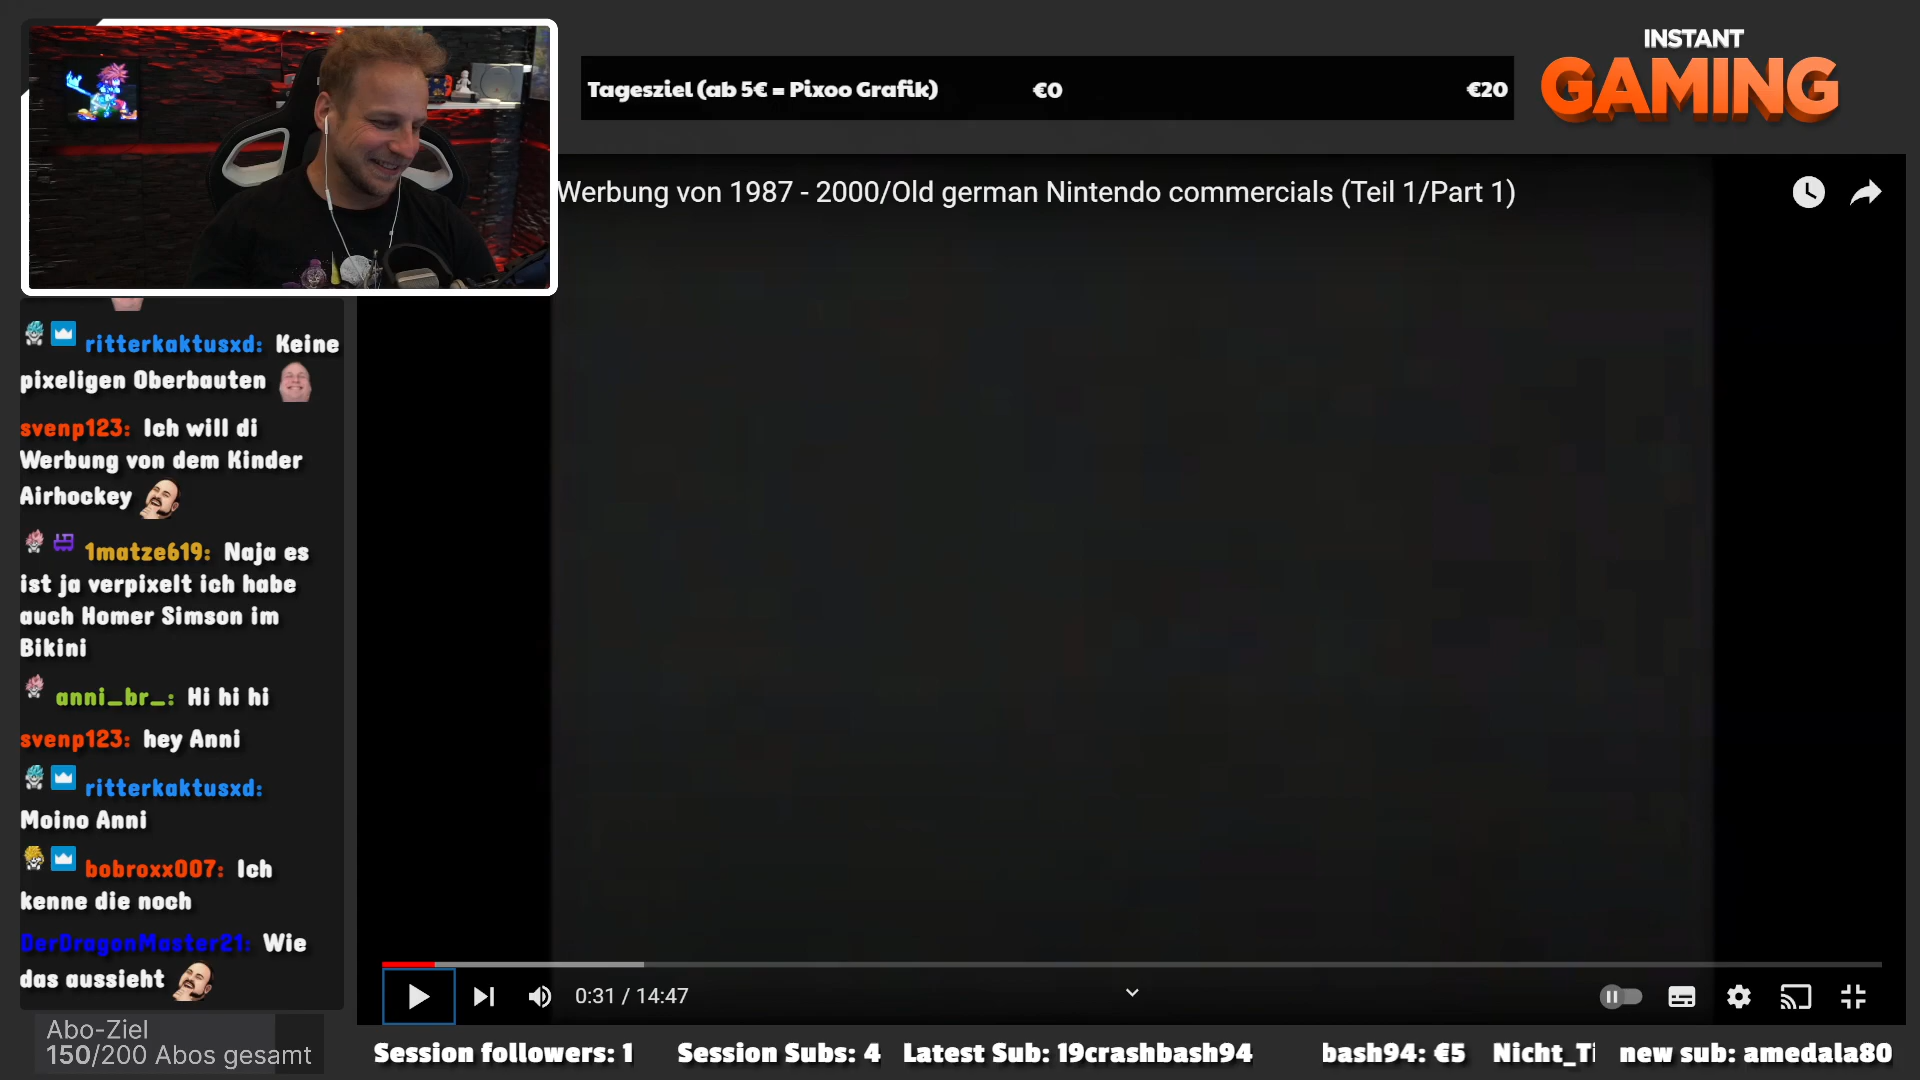 Tagesziel (ab 5€ = Pixoo Grafik) €0 €20
INSTANT
GAMING
Werbung von 1987 - 2000/Old german Nintendo commercials (Teil 1/Part 1)
ritterkaktusxd: Keine
pixeligen Oberbauten
svenp123: Ich will di
Werbung von dem Kinder
Airhockey
1matze619: Naja es
ist ja verpixelt ich habe
auch Homer Simson im
Bikini
anni_br_: Hi hi hi
svenp123: hey Anni
ritterkaktusxd:
Moino Anni
bobroxx007: Ich
kenne die noch
DerDragonMaster21: Wie
das aussieht
0:31 / 14:47
Abo-Ziel
150/200 Abos gesamt
Session followers: 1 Session Subs: 4 Latest Sub: 19crashbash94 bash94: €5 Nicht_Ti new sub: amedala80